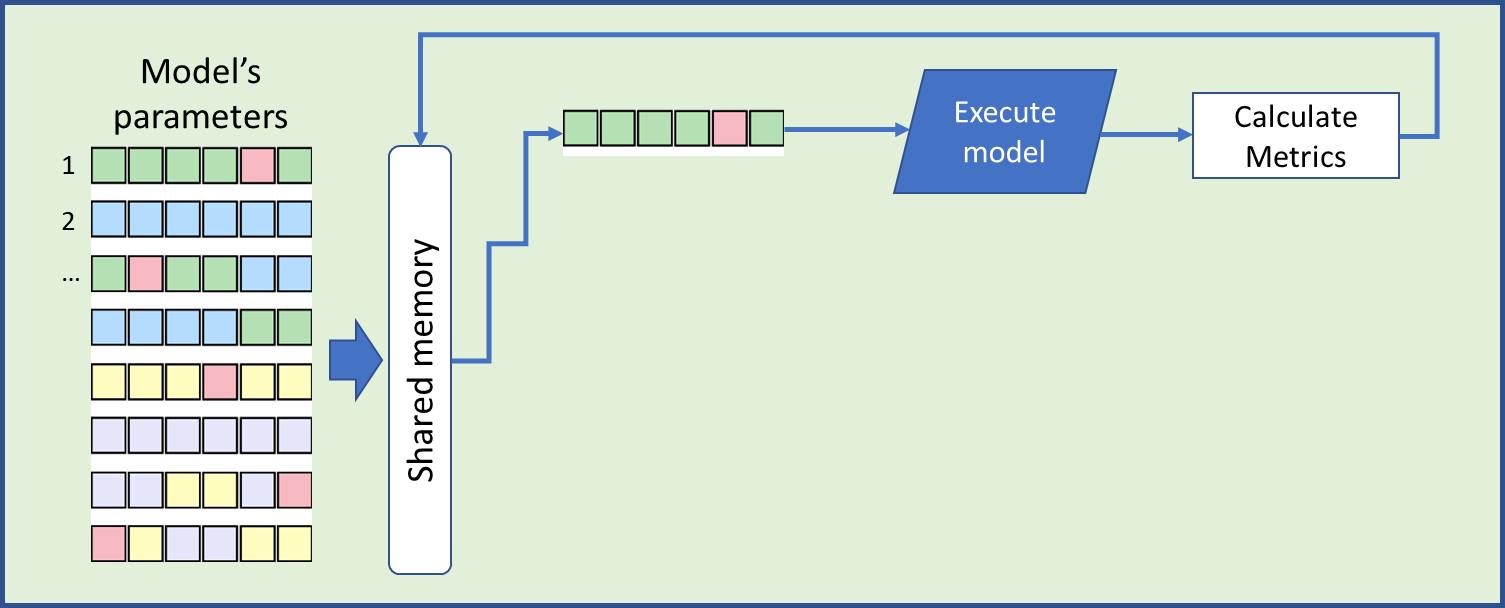 Model's
parameters
1
2
...
Shared memory
Execute
model
Calculate
Metrics